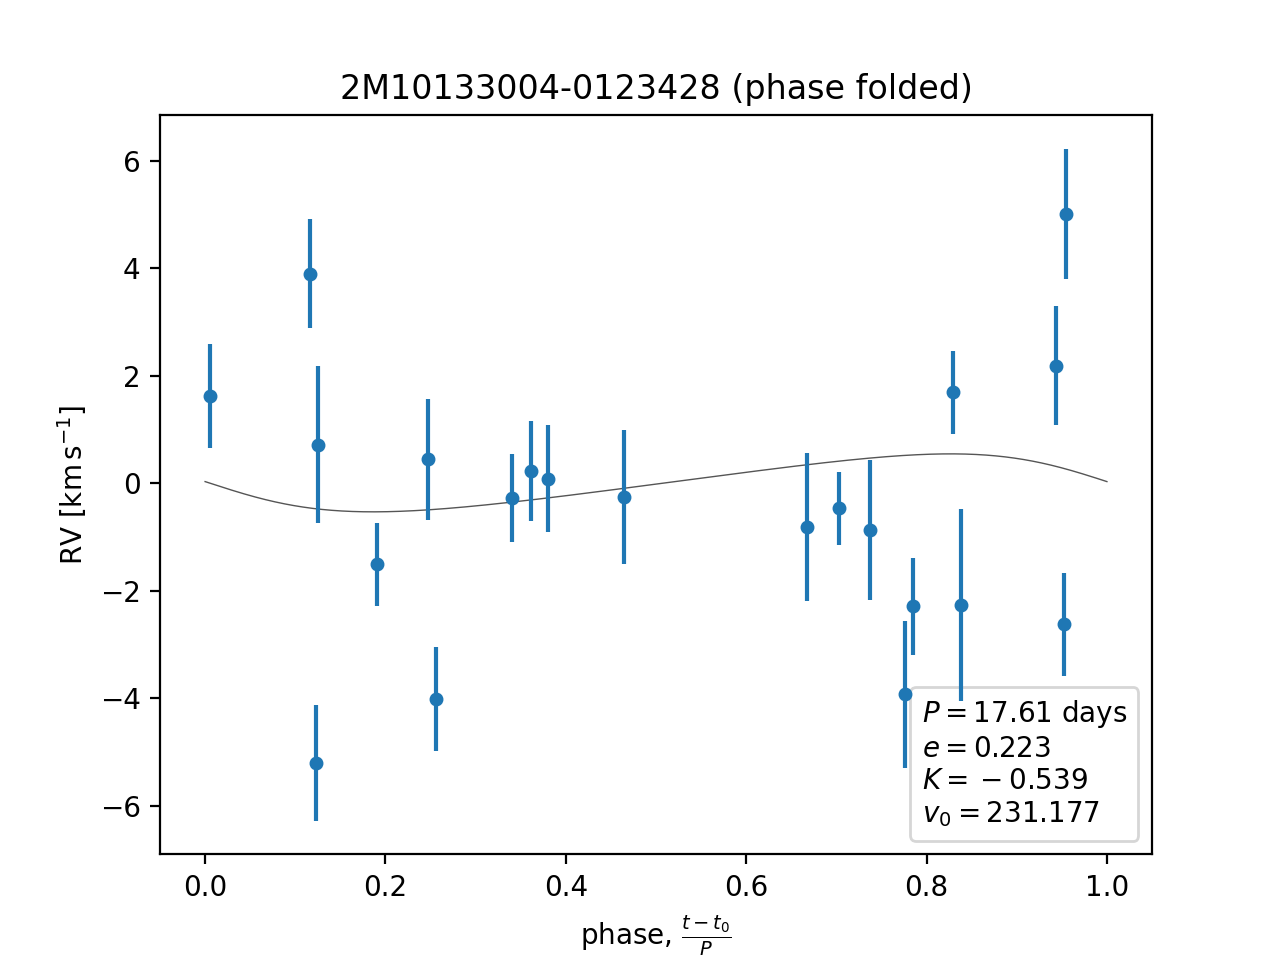 2M10133004-0123428 (phase folded)
RV [km s⁻¹]
6
4
2
0
−2
−4
−6
P = 17.61 days
e = 0.223
K = −0.539
v₀ = 231.177
0.0 0.2 0.4 0.6 0.8 1.0
phase, (t − t₀)/P